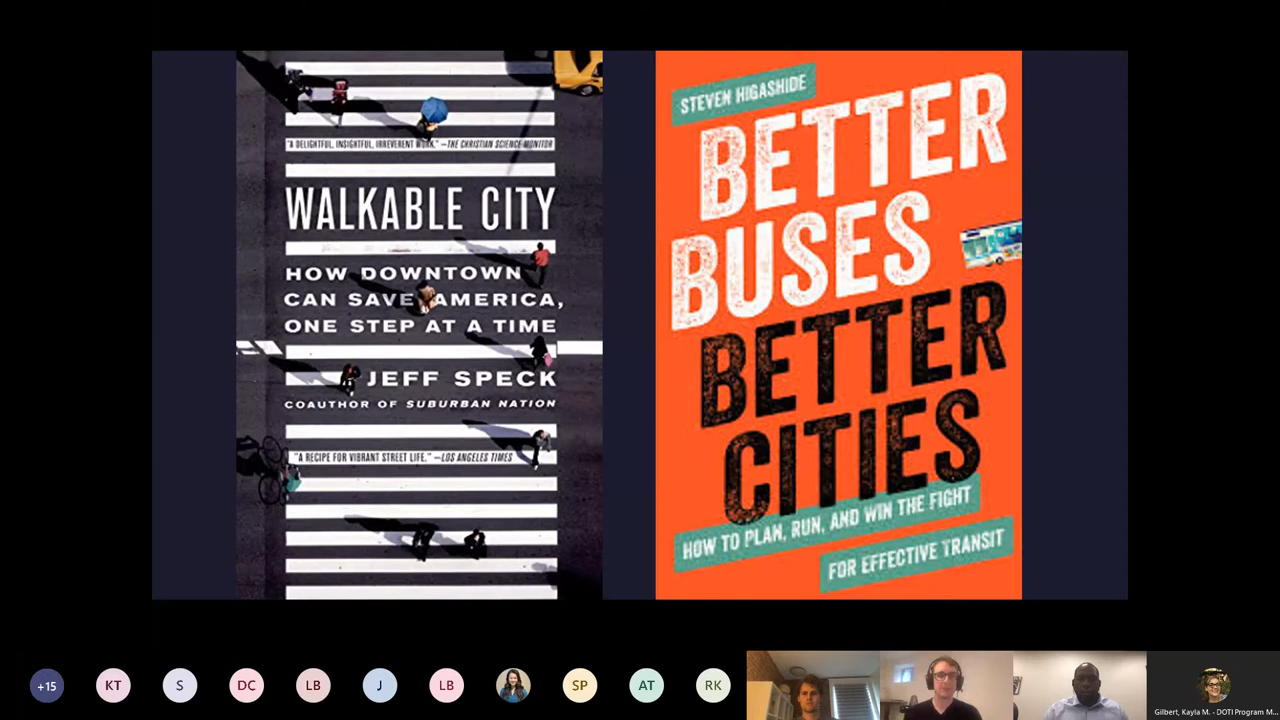 "A DELIGHTFUL, INSIGHTFUL, IRREVERENT WORK." —THE CHRISTIAN SCIENCE MONITOR
WALKABLE CITY
HOW DOWNTOWN
CAN SAVE AMERICA,
ONE STEP AT A TIME
JEFF SPECK
COAUTHOR OF SUBURBAN NATION
"A RECIPE FOR VIBRANT STREET LIFE." —LOS ANGELES TIMES
STEVEN HIGASHIDE
BETTER
BUSES
BETTER
CITIES
HOW TO PLAN, RUN, AND WIN THE FIGHT
FOR EFFECTIVE TRANSIT
+15
KT
S
DC
LB
J
LB
SP
AT
RK
Gilbert, Kayla M. - DOTI Program M...